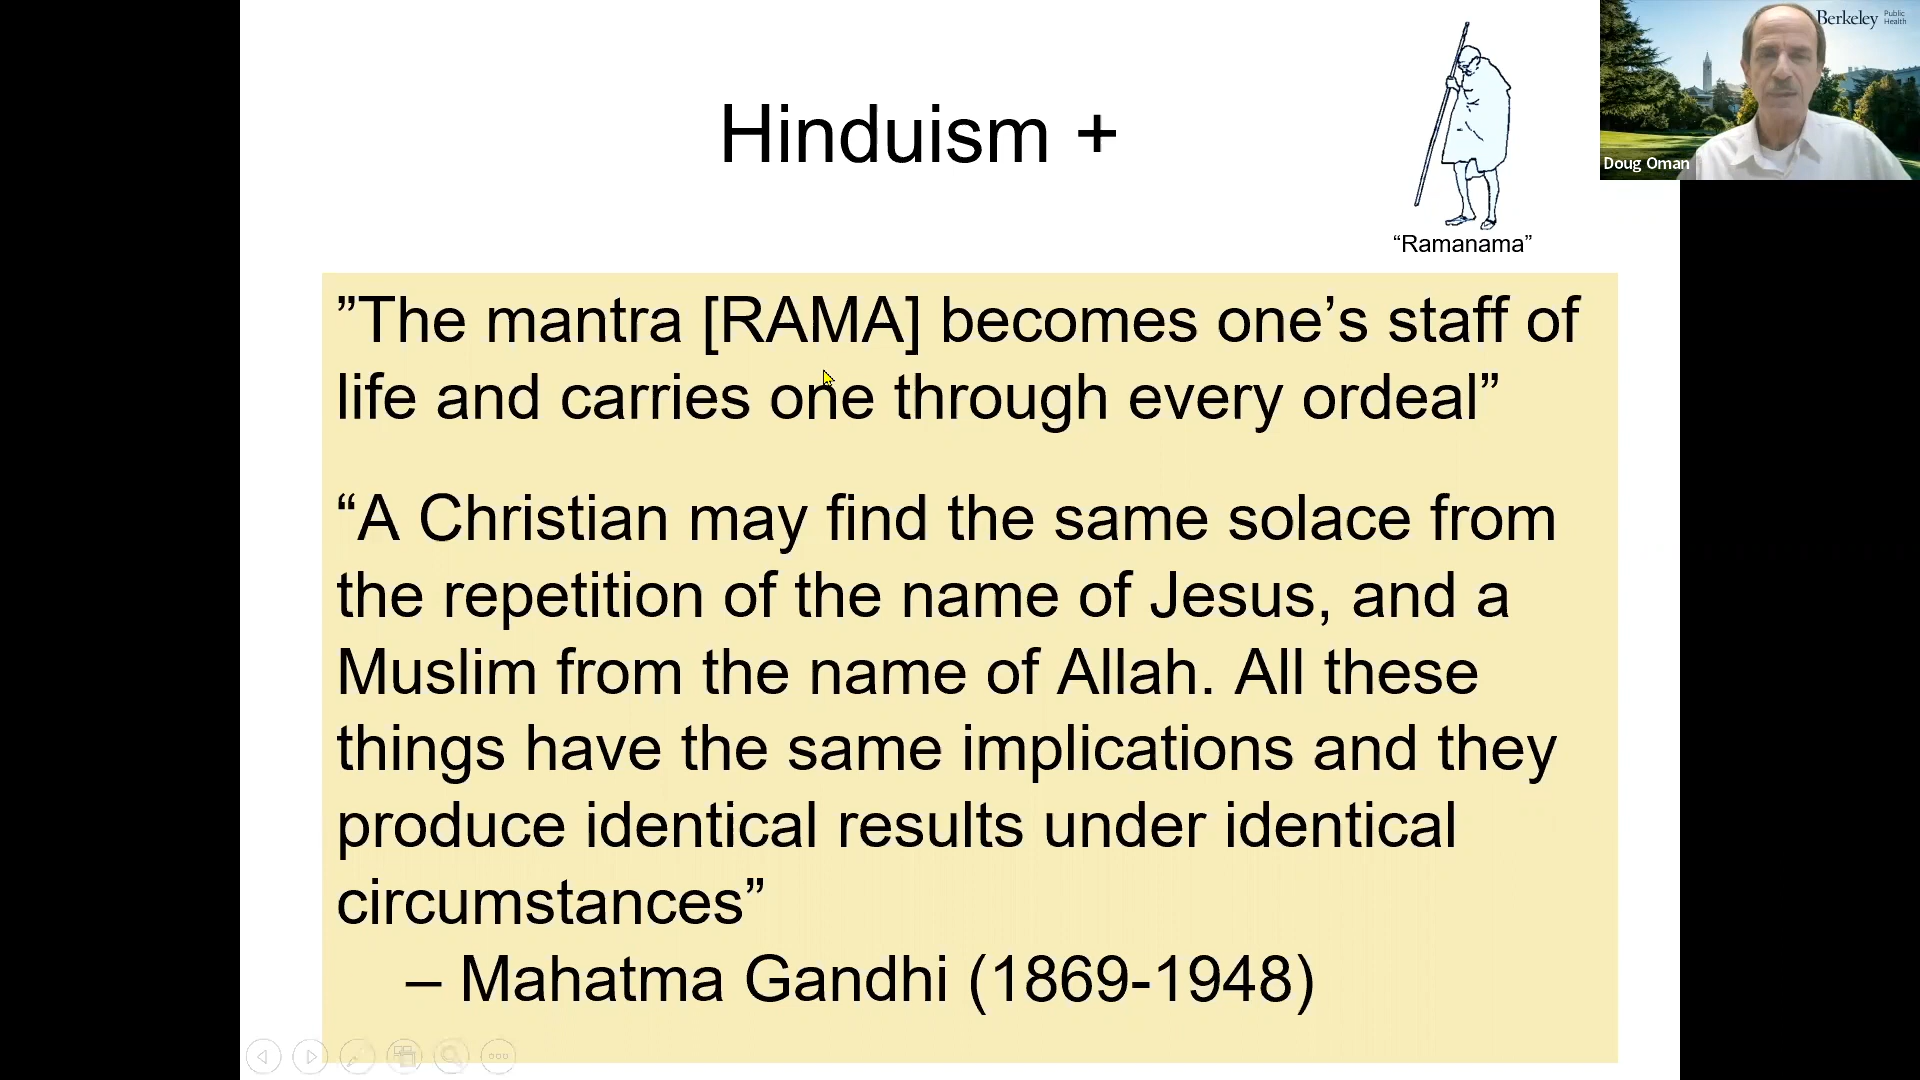 Hinduism +
“Ramanama”
”The mantra [RAMA] becomes one’s staff of
life and carries one through every ordeal”
“A Christian may find the same solace from
the repetition of the name of Jesus, and a
Muslim from the name of Allah. All these
things have the same implications and they
produce identical results under identical
circumstances”
– Mahatma Gandhi (1869-1948)
Berkeley Public
Health
Doug Oman